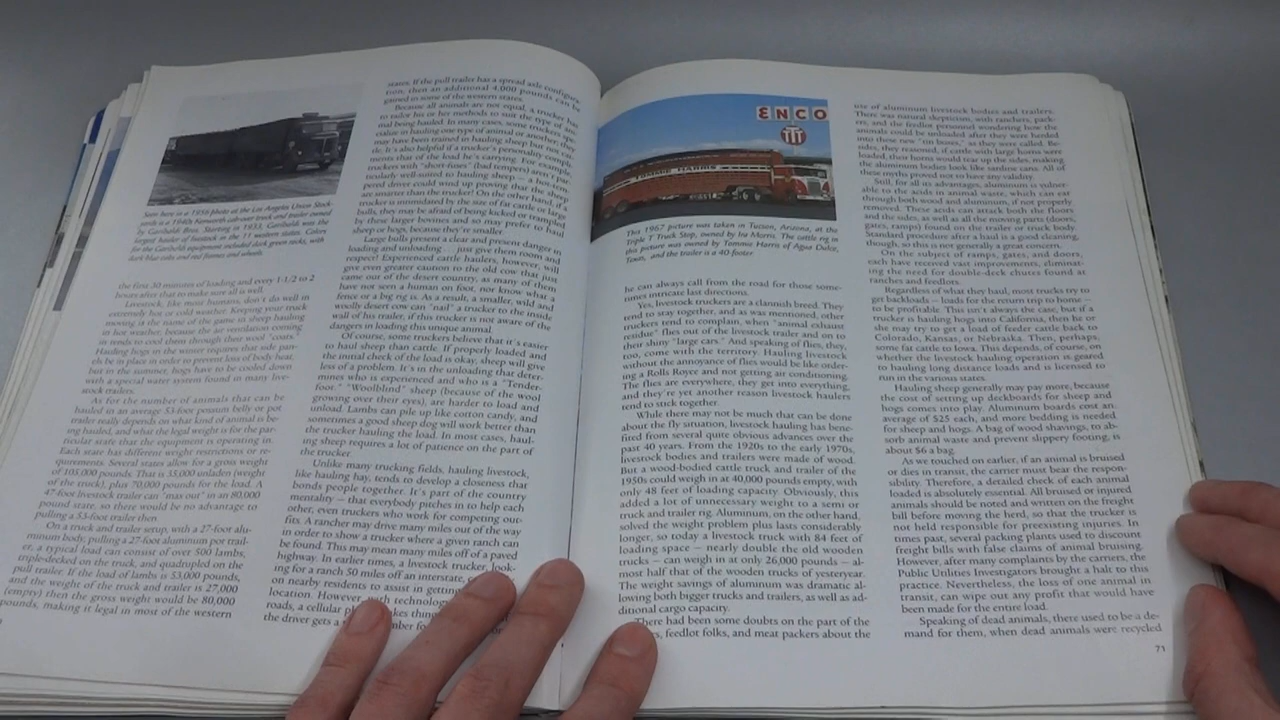 Seen here in a 1936 photo at the Los Angeles Union Stock-
yards is a 1940s Kenworth cab-over truck and trailer owned
by Garibaldi Bros. Starting in 1933, Garibaldi was the
largest hauler of livestock in the 11 western states. Colors
for the Garibaldi equipment included dark green racks, with
dark blue cabs and red frames and wheels.
the first 30 minutes of loading and every 1-1/2 to 2
hours after that to make sure all is well.
Livestock, like most humans, don't do well in
extremely hot or cold weather. Keeping your truck
moving is the name of the game in sheep hauling
in hot weather, because the air ventilation coming
in tends to cool them through their wool "coats."
Hauling hogs in the winter requires that side pan-
els be in place in order to prevent loss of body heat,
but in the summer, hogs have to be cooled down
with a special water system found in many live-
stock trailers.
As for the number of animals that can be
hauled in an average 53-foot possum belly or pot
trailer really depends on what kind of animal is be-
ing hauled, and what the legal weight is for the par-
ticular state that the equipment is operating in.
Each state has different weight restrictions or re-
quirements. Several states allow for a gross weight
of 105,000 pounds. That is 35,000 unladen (weight
of the truck), plus 70,000 pounds for the load. A
47-foot livestock trailer can "max out" in an 80,000
pound state, so there would be no advantage to
pulling a 53-foot trailer then.
On a truck and trailer setup, with a 27-foot alu-
minum body, pulling a 27-foot aluminum pot trail-
er, a typical load can consist of over 300 lambs,
triple-decked on the truck, and quadrupled on the
pull trailer. If the load of lambs is 53,000 pounds,
and the weight of the truck and trailer is 27,000
(empty) then the gross weight would be 80,000
pounds, making it legal in most of the western
states. If the pull trailer has a spread axle configura-
tion, then an additional 4,000 pounds can be
gained in some of the western states.
Because all animals are not equal, a trucker has
to tailor his or her methods to suit the type of ani-
mal being hauled. In many cases, some truckers spe-
cialize in hauling one type of animal or another; they
may have been trained in hauling sheep but not cat-
tle. It's also helpful if a trucker's personality comple-
ments that of the load he's carrying. For example,
truckers with "short-fuses" (bad tempers) aren't par-
ticularly well-suited to hauling sheep — a hot-tem-
pered driver could wind up proving that the sheep
are smarter than the trucker! On the other hand, if a
trucker is intimidated by the size of fat cattle or large
bulls, they may be afraid of being kicked or trampled
by these larger bovines and so may prefer to haul
sheep or hogs, because they're smaller.
Large bulls present a clear and present danger in
loading and unloading . . . just give them room and
respect! Experienced cattle haulers, however, will
give even greater caution to the old cow that just
came out of the desert country, as many of them
have not seen a human on foot, nor know what a
fence or a big rig is. As a result, a smaller, wild and
woolly desert cow can "nail" a trucker to the inside
wall of his trailer, if this trucker is not aware of the
dangers in loading this unique animal.
Of course, some truckers believe that it's easier
to haul sheep than cattle. If properly loaded and
the initial check of the load is okay, sheep will give
less of a problem. It's in the unloading that deter-
mines who is experienced and who is a "Tender-
foot." "Woolblind" sheep (because of the wool
growing over their eyes), are harder to load and
unload. Lambs can pile up like corton candy, and
sometimes a good sheep dog will work better than
the trucker hauling the load. In most cases, haul-
ing sheep requires a lot of patience on the part of
the trucker.
Unlike many trucking fields, hauling livestock,
like hauling hay, tends to develop a closeness that
bonds people together. It's part of the country
mentality — that everybody pitches in to help each
other, even truckers who work for competing out-
fits. A rancher may drive many miles out of the way
in order to show a trucker where a given ranch can
be found. This may mean many miles off of a paved
highway. In earlier times, a livestock trucker, look-
ing for a ranch 50 miles off an interstate,
on nearby residents to assist in getting
location. However, technolog
roads, a cellular ph kes thing
the driver gets a mber fo
ENCO
TTT
TOMMIE HARRIS
This 1967 picture was taken in Tucson, Arizona, at the
Triple T Truck Stop, owned by Ira Morris. The cattle rig in
this picture was owned by Tommie Harris of Agua Dulce,
Texas, and the trailer is a 40-footer.
he can always call from the road for those some-
times intricate last directions.
Yes, livestock truckers are a clannish breed. They
tend to stay together, and as was mentioned, other
truckers tend to complain, when "animal exhaust
residue" flies out of the livestock trailer and on to
their shiny "large cars." And speaking of flies, they,
too, come with the territory. Hauling livestock
without the annoyance of flies would be like order-
ing a Rolls Royce and not getting air conditioning.
The flies are everywhere, they get into everything,
and they're yet another reason livestock haulers
tend to stick together.
While there may not be much that can be done
about the fly situation, livestock hauling has bene-
fited from several quite obvious advances over the
past 40 years. From the 1920s to the early 1970s,
livestock bodies and trailers were made of wood.
But a wood-bodied cattle truck and trailer of the
1950s could weigh in at 40,000 pounds empty, with
only 48 feet of loading capacity. Obviously, this
added a lot of unnecessary weight to a semi or
truck and trailer rig. Aluminum, on the other hand,
solved the weight problem plus lasts considerably
longer, so today a livestock truck with 84 feet of
loading space — nearly double the old wooden
trucks — can weigh in at only 26,000 pounds — al-
most half that of the wooden trucks of yesteryear.
The weight savings of aluminum was dramatic al-
lowing both bigger trucks and trailers, as well as ad-
ditional cargo capacity.
There had been some doubts on the part of the
s, feedlot folks, and meat packers about the
use of aluminum livestock bodies and trailers.
There was natural skepticism, with ranchers, pack-
ers, and the feedlot personnel wondering how the
animals could be unloaded after they were herded
into these new "tin boxes," as they were called. Be-
sides, they reasoned, if cattle with large horns were
loaded, their horns would tear up the sides, making
the aluminum bodies look like sardine cans. All of
these myths proved not to have any validity.
Still, for all its advantages, aluminum is vulner-
able to the acids in animal waste, which can eat
through both wood and aluminum, if not properly
removed. These acids can attack both the floors
and the sides, as well as all the moving parts (doors,
gates, ramps) found on the trailer or truck body.
Standard procedure after a haul is a good cleaning,
though, so this is not generally a great concern.
On the subject of ramps, gates, and doors,
each have received vast improvements, eliminat-
ing the need for double-deck chutes found at
ranches and feedlots.
Regardless of what they haul, most trucks try to
get backloads — loads for the return trip to home —
to be profitable. This isn't always the case, but if a
trucker is hauling hogs into California, then he or
she may try to get a load of feeder cattle back to
Colorado, Kansas, or Nebraska. Then, perhaps,
some fat cattle to Iowa. This depends, of course, on
whether the livestock hauling operation is geared
to hauling long distance loads and is licensed to
run in the various states.
Hauling sheep generally may pay more, because
the cost of setting up deckboards for sheep and
hogs comes into play. Aluminum boards cost an
average of $25 each, and more bedding is needed
for sheep and hogs. A bag of wood shavings, to ab-
sorb animal waste and prevent slippery footing, is
about $6 a bag.
As we touched on earlier, if an animal is bruised
or dies in transit, the carrier must bear the respon-
sibility. Therefore, a detailed check of each animal
loaded is absolutely essential. All bruised or injured
animals should be noted and written on the freight
bill before moving the herd, so that the trucker is
not held responsible for preexisting injuries. In
times past, several packing plants used to discount
freight bills with false claims of animal bruising.
However, after many complaints by the carriers, the
Public Utilities Investigators brought a halt to this
practice. Nevertheless, the loss of one animal in
transit, can wipe out any profit that would have
been made for the entire load.
Speaking of dead animals, there used to be a de-
mand for them, when dead animals were recycled
71